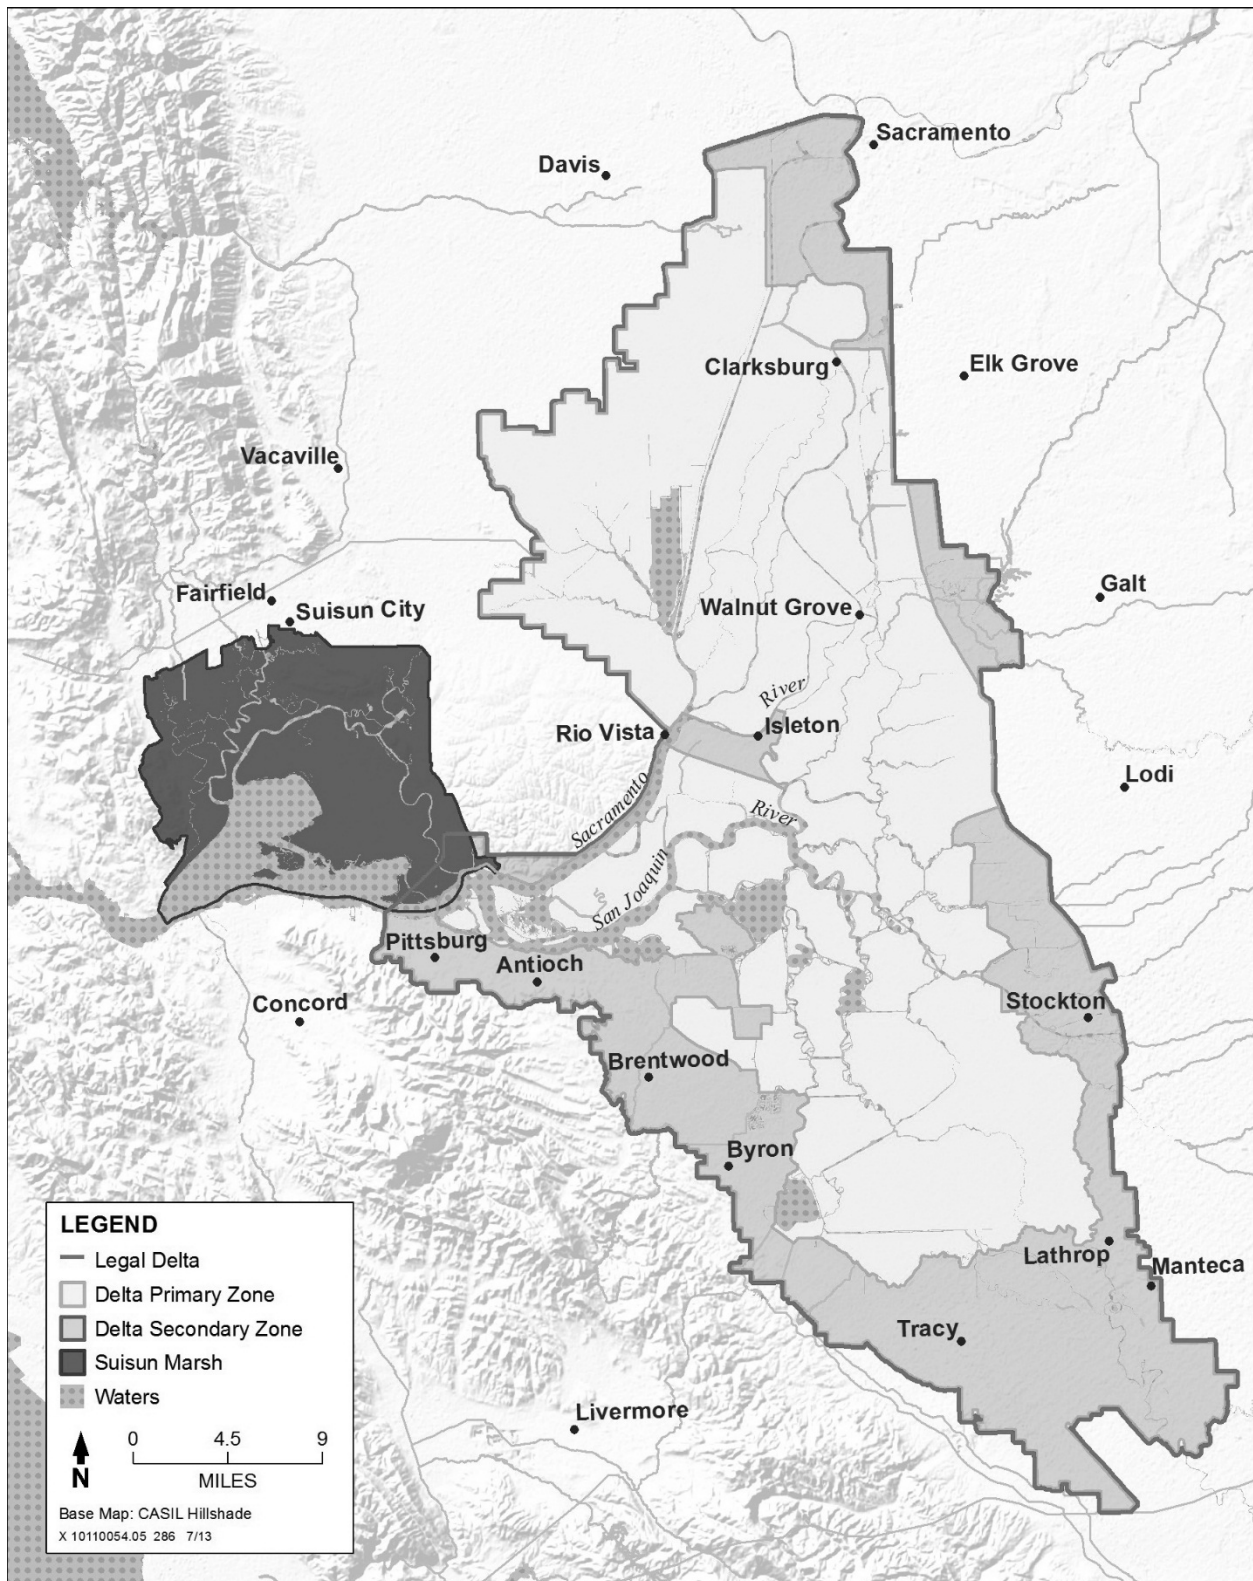 Sacramento
Davis
Clarksburg
Elk Grove
Vacaville
Fairfield
Suisun City
Walnut Grove
Galt
River
Rio Vista
Isleton
Lodi
Sacramento
River
San Joaquin
Pittsburg
Antioch
Concord
Stockton
Brentwood
Byron
LEGEND
Legal Delta
Delta Primary Zone
Delta Secondary Zone
Suisun Marsh
Waters
0 4.5 9
MILES
N
Base Map: CASIL Hillshade
X 10110054.05 286 7/13
Lathrop
Manteca
Tracy
Livermore